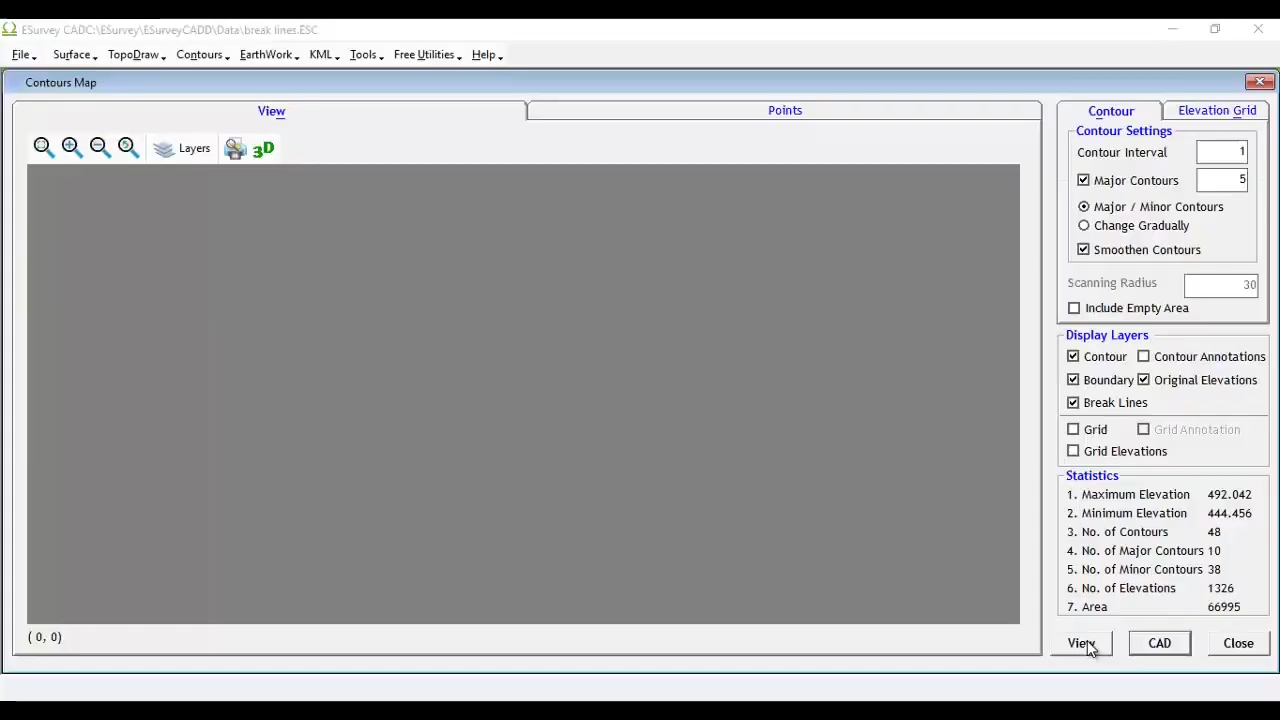 ESurvey CADC:\ESurvey\ESurveyCADD\Data\break lines.ESC
File Surface TopoDraw Contours EarthWork KML Tools Free Utilities Help
Contours Map
View Points Contour Elevation Grid
Layers 3D
Contour Settings
Contour Interval 1
Major Contours 5
Major / Minor Contours
Change Gradually
Smoothen Contours
Scanning Radius 30
Include Empty Area
Display Layers
Contour Contour Annotations
Boundary Original Elevations
Break Lines
Grid Grid Annotation
Grid Elevations
Statistics
1. Maximum Elevation 492.042
2. Minimum Elevation 444.456
3. No. of Contours 48
4. No. of Major Contours 10
5. No. of Minor Contours 38
6. No. of Elevations 1326
7. Area 66995
( 0, 0)
View CAD Close